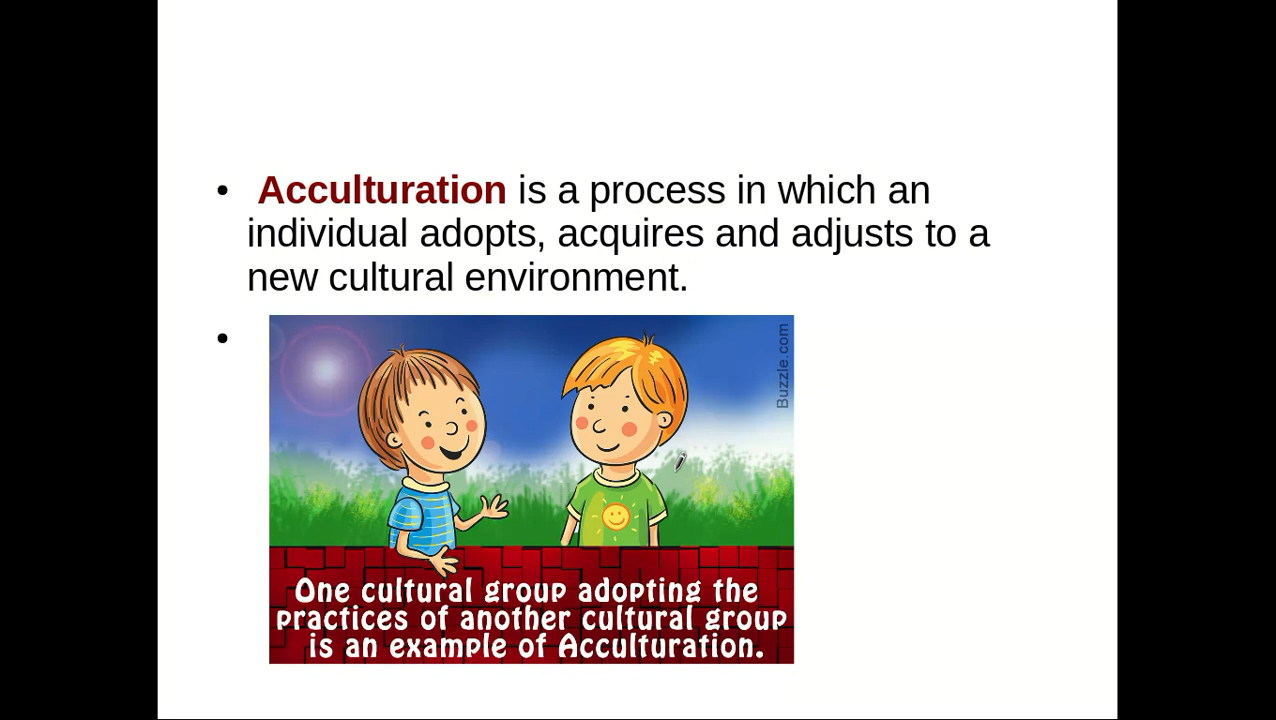 • Acculturation is a process in which an
individual adopts, acquires and adjusts to a
new cultural environment.
•
Buzzle.com
One cultural group adopting the
practices of another cultural group
is an example of Acculturation.